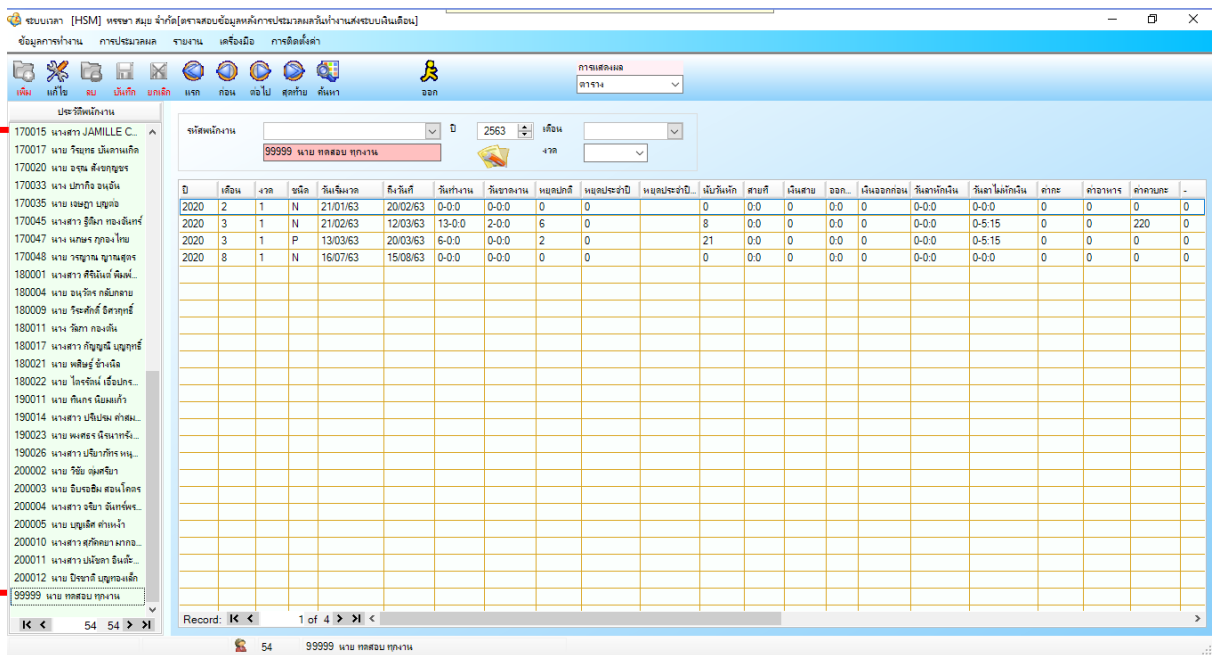 ระบบเวลา [HSM] หรรษา สมุย จำกัด[ตรวจสอบข้อมูลหลังการประมวลผลวันทำงานส่งระบบเงินเดือน]
ข้อมูลการทำงาน การประมวลผล รายงาน เครื่องมือ การติดตั้งค่า
เพิ่ม แก้ไข ลบ บันทึก ยกเลิก แรก ก่อน ต่อไป สุดท้าย ค้นหา ออก
การแสดงผล
ตาราง
ประวัติพนักงาน
170015 นางสาว JAMILLE C...
170017 นาย วิรยุทธ บันดานเกิด
170020 นาย อรุณ สังขกุญชร
170033 นาง ปภากิจ อนุอัน
170035 นาย เจษฎา บุญต่อ
170045 นางสาว ฐิติมา ทองจันทร์
170047 นาง นภษร ภูกองไทย
170048 นาย วรญาณ ญาณสูตร
180001 นางสาว ศิรินันต์ พิมพ์...
180004 นาย อนุวัตร กลับกลาย
180009 นาย วีระศักดิ์ อิศวฤทธิ์
180011 นาง วัลภา กองตัน
180017 นางสาว กัญญณี บุญฤทธิ์
180021 นาย พสิษฐ์ ช้างนิล
180022 นาย ไตรรัตน์ เอื้อปกร...
190011 นาย ทินกร นิยมแก้ว
190014 นางสาว ปรีเปรม คำสม...
190023 นาย พงศธร นิรนาทรัง...
190026 นางสาว ปริยาภัทร หนู...
200002 นาย วิชัย ตุ่มศรียา
200003 นาย อิบรอฮิม สอนโคตร
200004 นางสาว อริยา จันทร์พร...
200005 นาย บุญเลิศ คำเหง้า
200010 นางสาว สุภัคคยา มากอ...
200011 นางสาว ปนัชดา อินต๊ะ...
200012 นาย ปิรชาติ บุญทองเล็ก
99999 นาย ทดสอบ ทุกงาน
54 54
รหัสพนักงาน ปี 2563 เดือน
99999 นาย ทดสอบ ทุกงาน งวด
ปี เดือน งวด ชนิด วันเริ่มงวด ถึงวันที่ วันทำงาน วันขาดงาน หยุดปกติ หยุดประจำปี หยุดประจำปี... นับวันพัก สายที่ เงินสาย ออก... เงินออกก่อน วันลาหักเงิน วันลาไม่หักเงิน ค่ากะ ค่าอาหาร ค่าควบกะ -
2020 2 1 N 21/01/63 20/02/63 0-0:0 0-0:0 0 0 0 0:0 0 0:0 0 0-0:0 0-0:0 0 0 0 0
2020 3 1 N 21/02/63 12/03/63 13-0:0 2-0:0 6 0 8 0:0 0 0:0 0 0-0:0 0-5:15 0 0 220 0
2020 3 1 P 13/03/63 20/03/63 6-0:0 0-0:0 2 0 21 0:0 0 0:0 0 0-0:0 0-5:15 0 0 0 0
2020 8 1 N 16/07/63 15/08/63 0-0:0 0-0:0 0 0 0 0:0 0 0:0 0 0-0:0 0-0:0 0 0 0 0
Record: 1 of 4
54 99999 นาย ทดสอบ ทุกงาน